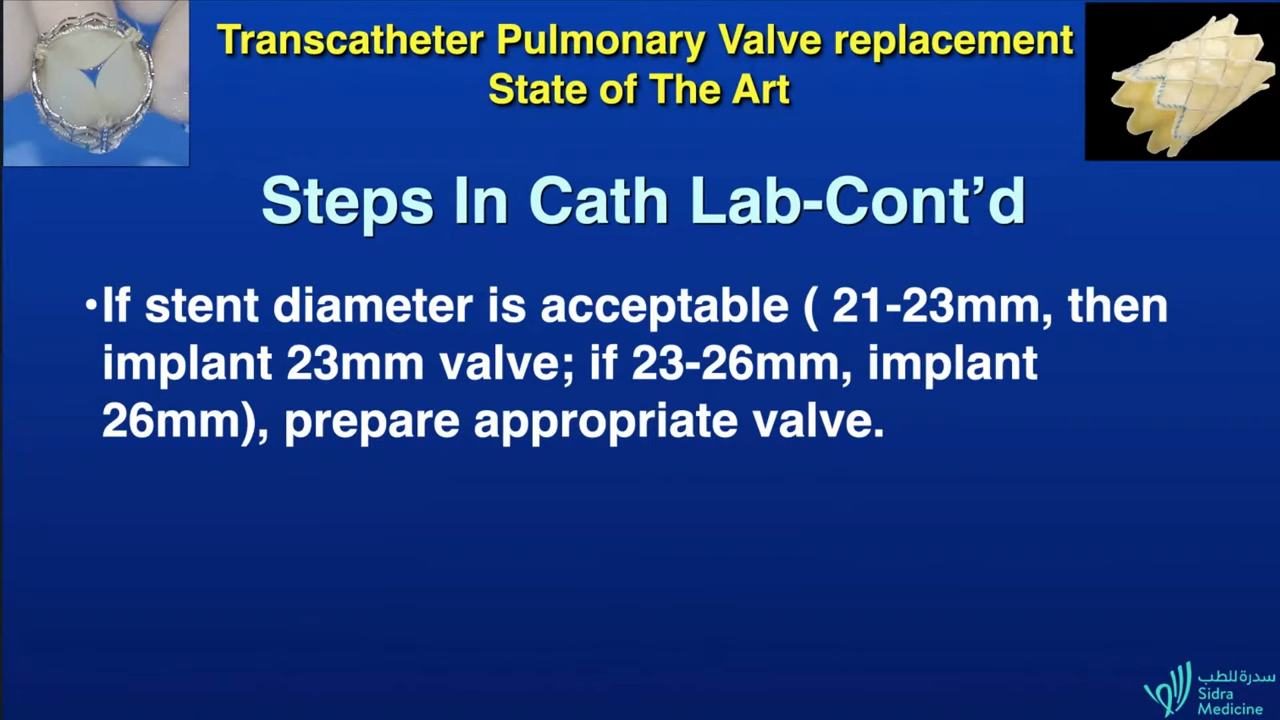 Transcatheter Pulmonary Valve replacement
State of The Art
Steps In Cath Lab-Cont’d
•If stent diameter is acceptable ( 21-23mm, then
implant 23mm valve; if 23-26mm, implant
26mm), prepare appropriate valve.
سدرة للطب
Sidra
Medicine